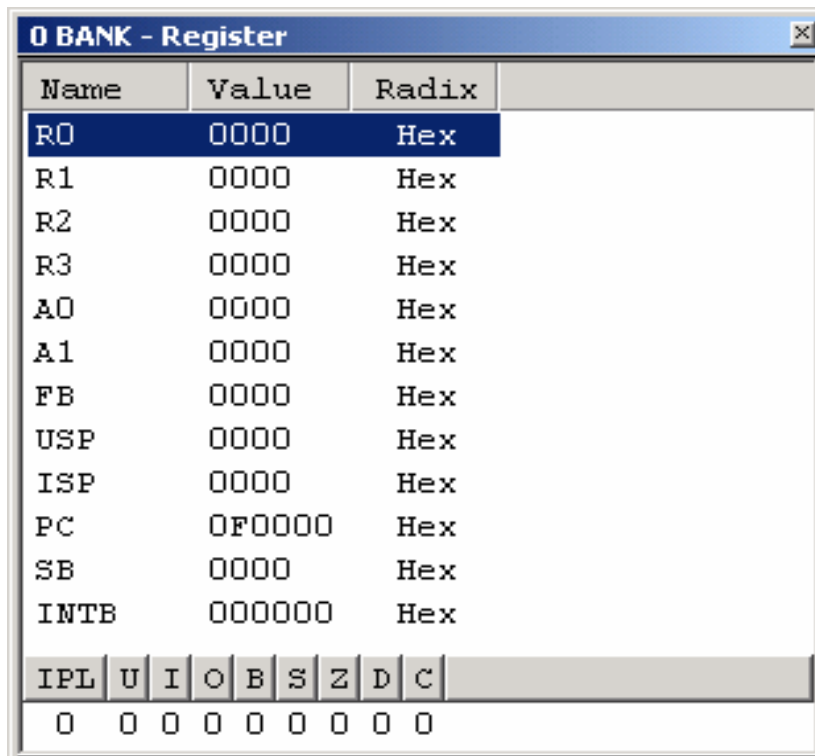 0 BANK - Register
Name Value Radix
R0 0000 Hex
R1 0000 Hex
R2 0000 Hex
R3 0000 Hex
A0 0000 Hex
A1 0000 Hex
FB 0000 Hex
USP 0000 Hex
ISP 0000 Hex
PC 0F0000 Hex
SB 0000 Hex
INTB 000000 Hex
IPL U I O B S Z D C
0 0 0 0 0 0 0 0 0